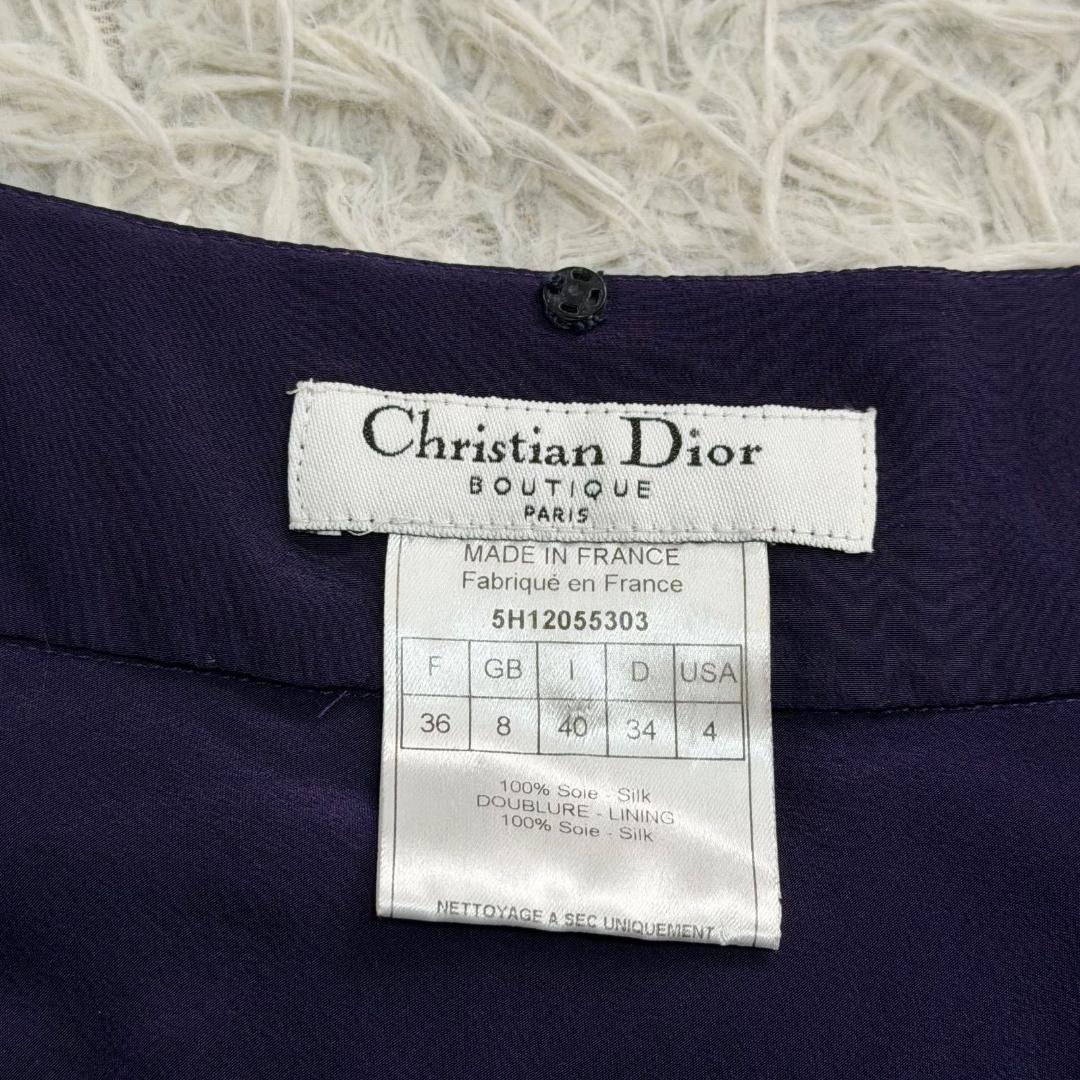 Christian Dior
BOUTIQUE
PARIS
MADE IN FRANCE
Fabriqué en France
5H12055303
F GB I D USA
36 8 40 34 4
100% Soie - Silk
DOUBLURE - LINING
100% Soie - Silk
NETTOYAGE A SEC UNIQUEMENT